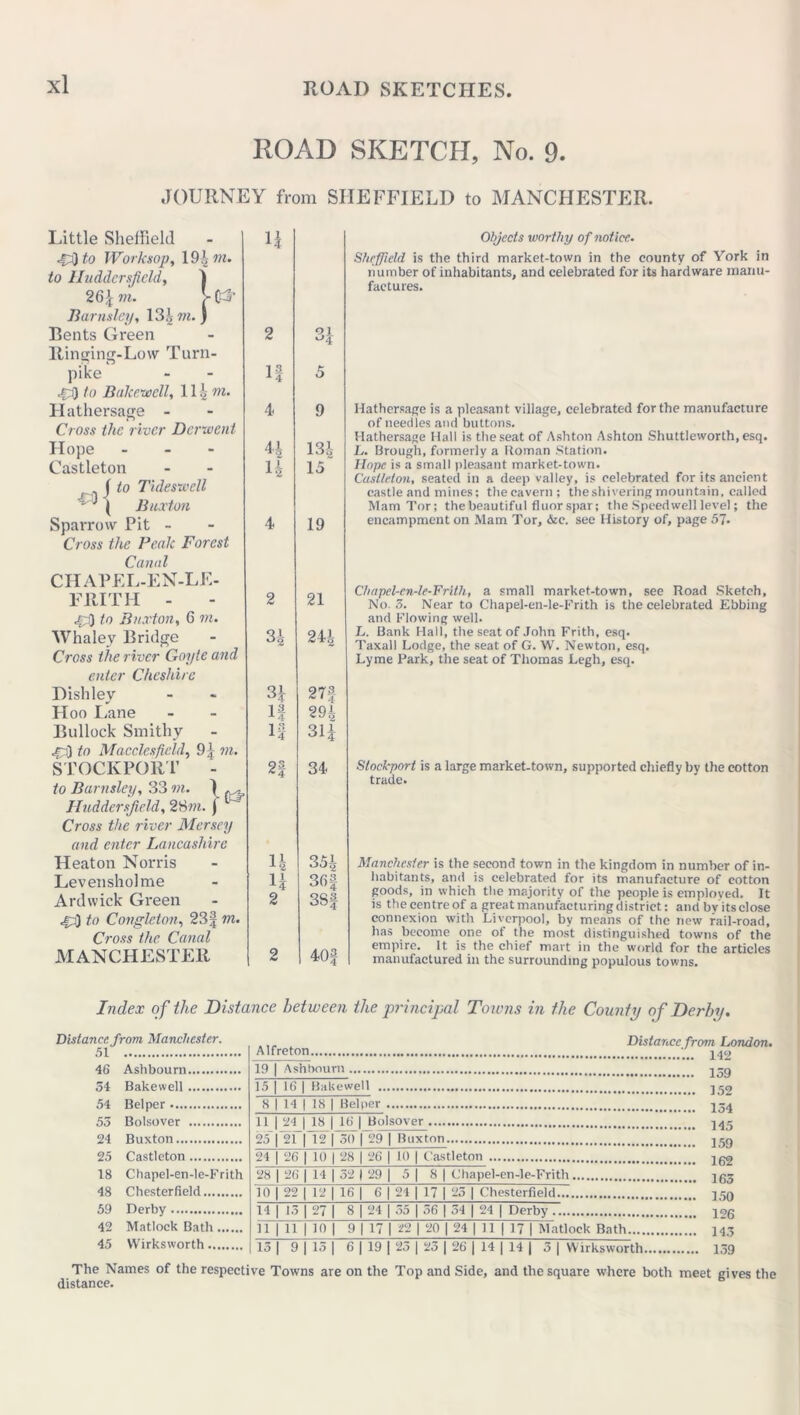 xl ROAD SKETCHES.
ROAD SKETCH, No. 9.
JOURNEY from SHEFFIELD to MANCHESTER.
Little Sheffield - 1¼
☜ to Worksop, 19½ m.
to Huddersfield, }
26¼ m. } ☞
Barnsley, 13½ m. }
Bents Green - 2 3¼
Ringing-Low Turn-
pike - - 1¾ 5
☜ to Bakewell, 11½ m.
Hathersage - - 4 9
Cross the river Derwent
Hope - - - 4½ 13½
Castleton - - 1½ 15
☜ { to Tideswell
{ Buxton
Sparrow Pit - - 4 19
Cross the Peak Forest
Canal
CHAPEL-EN-LE-
FRITH - - 2 21
☜ to Buxton, 6 m.
Whaley Bridge - 3½ 24½
Cross the river Goyte and
enter Cheshire
Dishley - - 3¼ 27¾
Hoo Lane - - 1¾ 29½
Bullock Smithy - 1¾ 31¼
☜ to Macclesfield, 9¼ m.
STOCKPORT - 2¾ 34
to Barnsley, 33 m. } ☞
Huddersfield, 28m. }
Cross the river Mersey
and enter Lancashire
Heaton Norris - 1½ 35½
Levensholme - 1¼ 36¾
Ardwick Green - 2 38¾
☜ to Congleton, 23¾ m.
Cross the Canal
MANCHESTER 2 40¾
Objects worthy of notice.
Sheffield is the third market-town in the county of York in
number of inhabitants, and celebrated for its hardware manu-
factures.
Hathersage is a pleasant village, celebrated for the manufacture
of needles and buttons.
Hathersage Hall is the seat of Ashton Ashton Shuttleworth, esq.
L. Brough, formerly a Roman Station.
Hope is a small pleasant market-town.
Castleton, seated in a deep valley, is celebrated for its ancient
castle and mines; the cavern; the shivering mountain, called
Mam Tor; the beautiful fluor spar; the Speedwell level; the
encampment on Mam Tor, &c. see History of, page 57.
Chapel-en-le-Frith, a small market-town, see Road Sketch,
No. 3. Near to Chapel-en-le-Frith is the celebrated Ebbing
and Flowing well.
L. Bank Hall, the seat of John Frith, esq.
Taxall Lodge, the seat of G. W. Newton, esq.
Lyme Park, the seat of Thomas Legh, esq.
Stockport is a large market-town, supported chiefly by the cotton
trade.
Manchester is the second town in the kingdom in number of in-
habitants, and is celebrated for its manufacture of cotton
goods, in which the majority of the people is employed. It
is the centre of a great manufacturing district: and by its close
connexion with Liverpool, by means of the new rail-road,
has become one of the most distinguished towns of the
empire. It is the chief mart in the world for the articles
manufactured in the surrounding populous towns.
Index of the Distance between the principal Towns in the County of Derby.
Distance from Manchester. Distance from London.
51 .................. Alfreton .................. 142
46 Ashbourn ......... 19 | Ashbourn .................. 139
34 Bakewell ......... 15 | 16 | Bakewell .................. 152
54 Belper ......... 8 | 14 | 18 | Belper .................. 134
53 Bolsover ......... 11 | 24 | 18 | 16 | Bolsover .................. 145
24 Buxton ......... 25 | 21 | 12 | 30 | 29 | Buxton .................. 159
25 Castleton ......... 24 | 26 | 10 | 28 | 26 | 10 | Castleton .................. 162
18 Chapel-en-le-Frith 28 | 26 | 14 | 32 | 29 | 5 | 8 | Chapel-en-le-Frith ......... 163
48 Chesterfield ......... 10 | 22 | 12 | 16 | 6 | 24 | 17 | 23 | Chesterfield ......... 150
59 Derby ......... 14 | 13 | 27 | 8 | 24 | 35 | 36 | 34 | 24 | Derby ......... 126
42 Matlock Bath ...... 11 | 11 | 10 | 9 | 17 | 22 | 20 | 24 | 11 | 17 | Matlock Bath ......... 143
45 Wirksworth ........ 13 | 9 | 13 | 6 | 19 | 23 | 23 | 26 | 14 | 14 | 3 | Wirksworth ......... 139
The Names of the respective Towns are on the Top and Side, and the square where both meet gives the
distance.